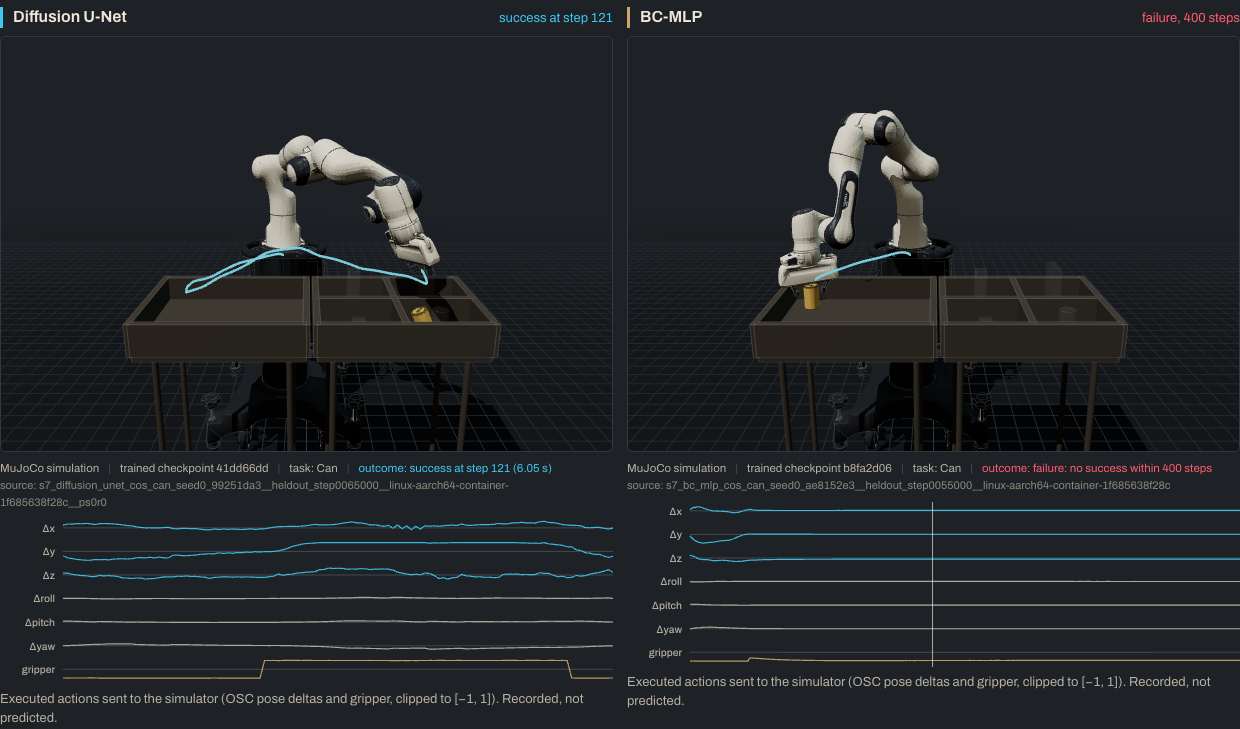 Diffusion U-Net
success at step 121
MuJoCo simulation | trained checkpoint 41dd66dd | task: Can | outcome: success at step 121 (6.05 s)
source: s7_diffusion_unet_cos_can_seed0_99251da3__heldout_step0065000__linux-aarch64-container-
1f685638f28c__ps0r0
Δx
Δy
Δz
Δroll
Δpitch
Δyaw
gripper
Executed actions sent to the simulator (OSC pose deltas and gripper, clipped to [−1, 1]). Recorded, not
predicted.
BC-MLP
failure, 400 steps
MuJoCo simulation | trained checkpoint b8fa2d06 | task: Can | outcome: failure: no success within 400 steps
source: s7_bc_mlp_cos_can_seed0_ae8152e3__heldout_step0055000__linux-aarch64-container-1f685638f28c
Δx
Δy
Δz
Δroll
Δpitch
Δyaw
gripper
Executed actions sent to the simulator (OSC pose deltas and gripper, clipped to [−1, 1]). Recorded, not
predicted.